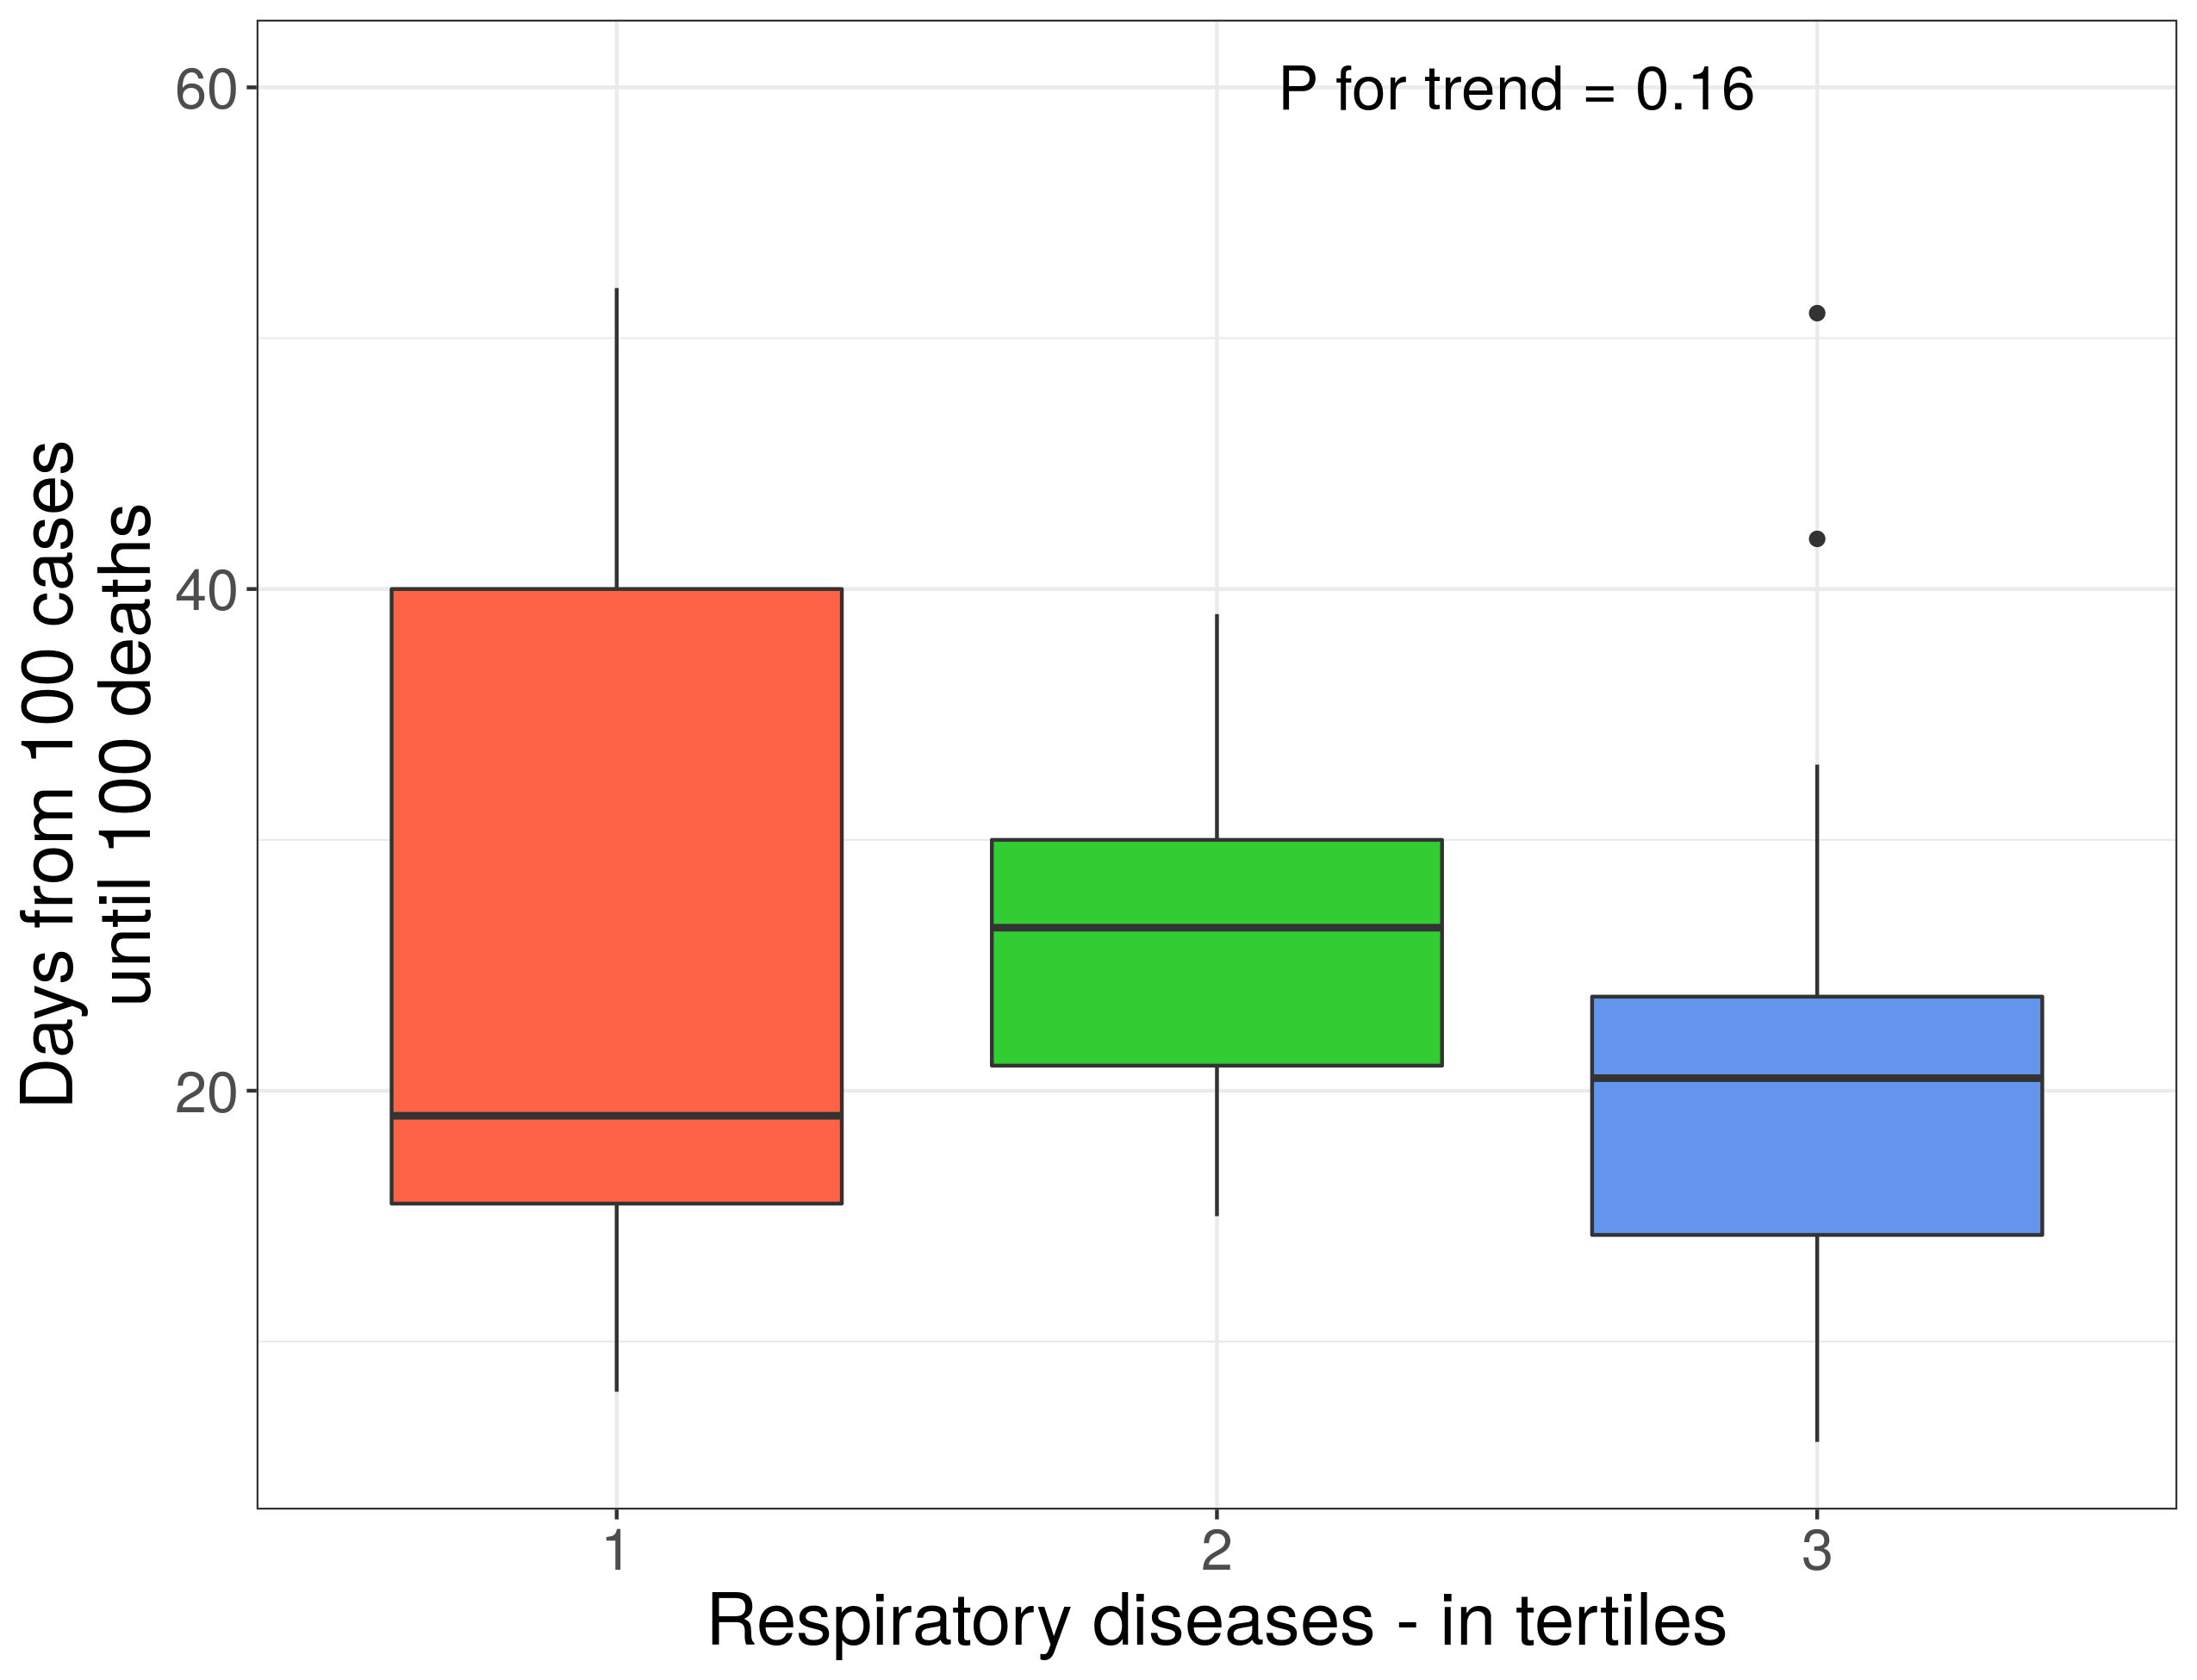 P for trend = 0.16
60
40
20
Days from 100 cases
until 100 deaths
1
2
3
Respiratory diseases - in tertiles